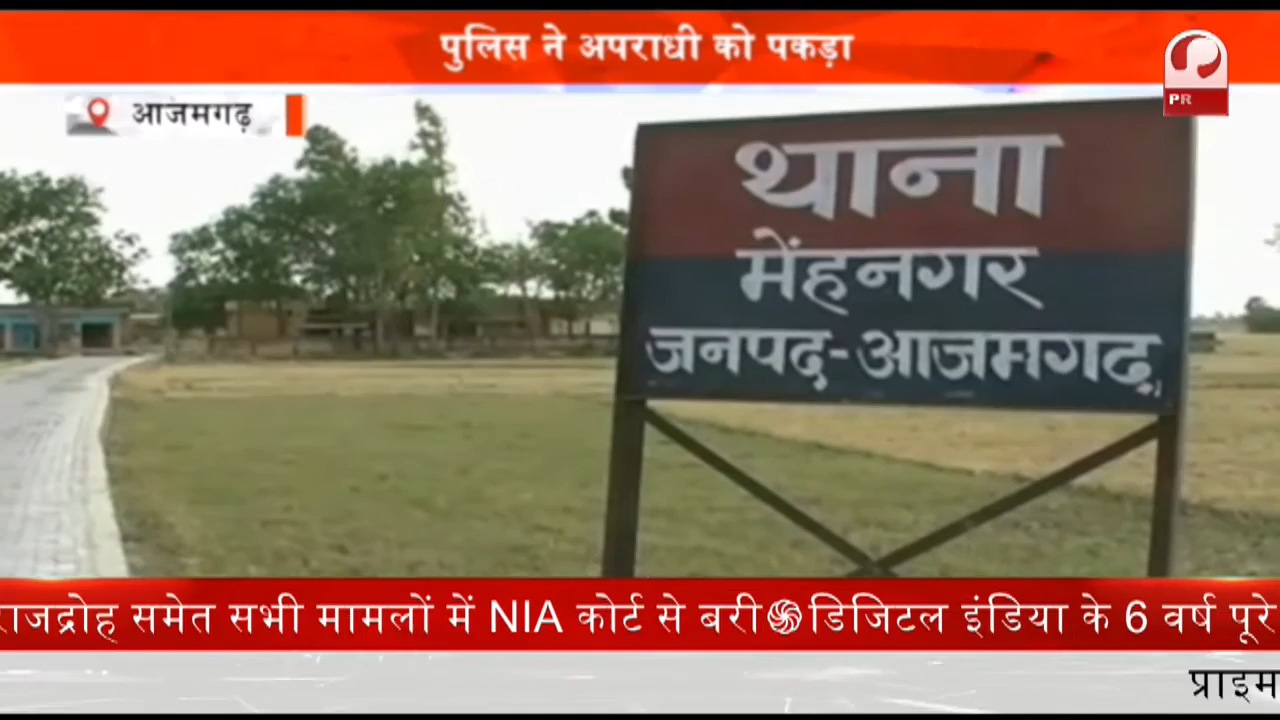 पुलिस ने अपराधी को पकड़ा
PR
आजमगढ़
थाना
मेंहनगर
जनपद-आजमगढ़
राजद्रोह समेत सभी मामलों में NIA कोर्ट से बरी डिजिटल इंडिया के 6 वर्ष पूरे
प्राइम